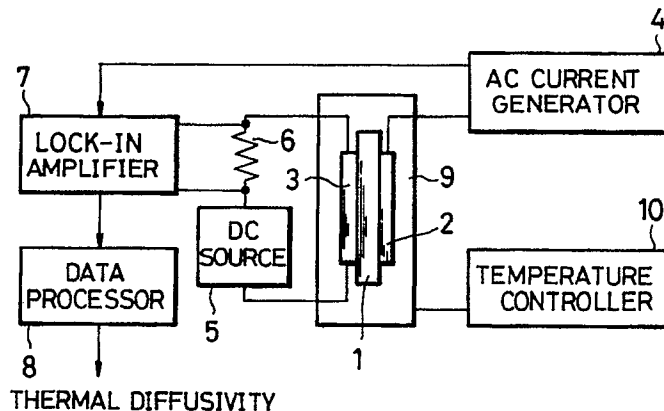 4
7
AC CURRENT
GENERATOR
LOCK-IN
AMPLIFIER
6
3
9
2
10
DC
SOURCE
DATA
PROCESSOR
TEMPERATURE
CONTROLLER
5
1
8
THERMAL DIFFUSIVITY